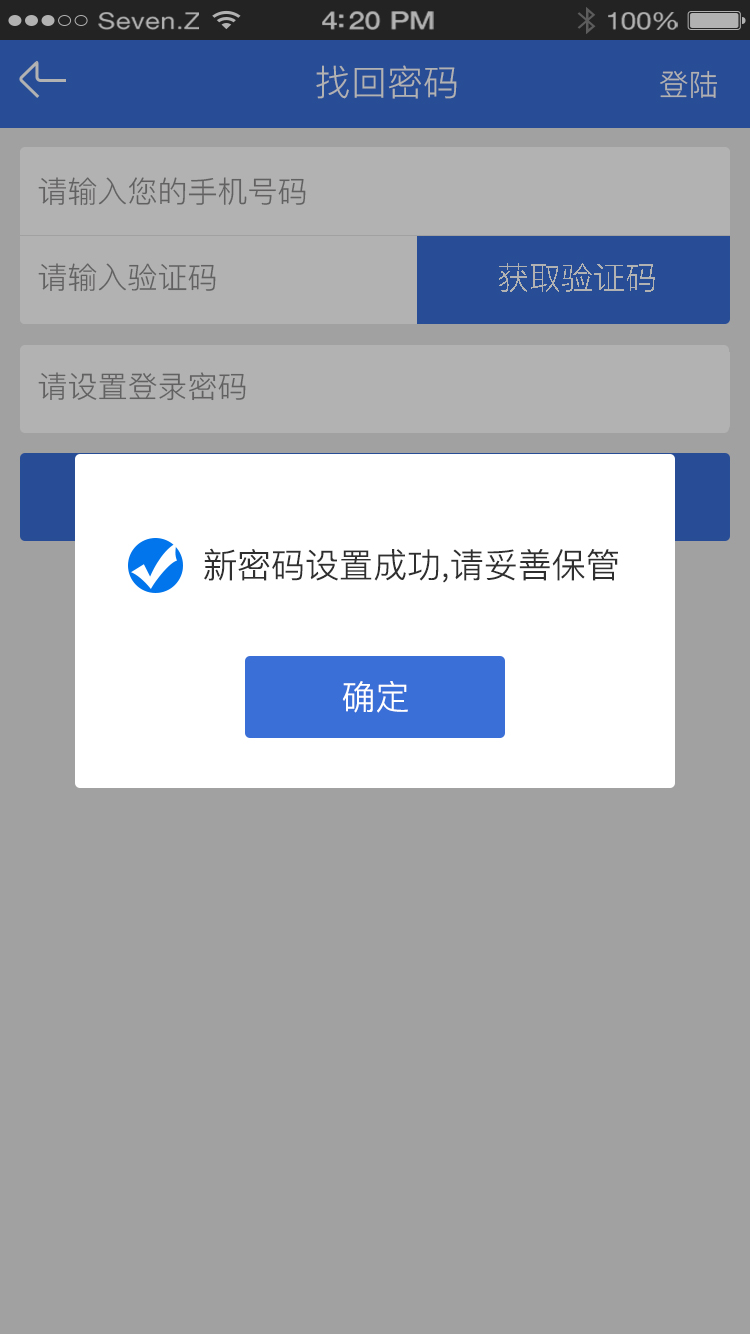 Seven.Z 4:20 PM 100%
找回密码 登陆
请输入您的手机号码
请输入验证码 获取验证码
请设置登录密码
新密码设置成功,请妥善保管
确定